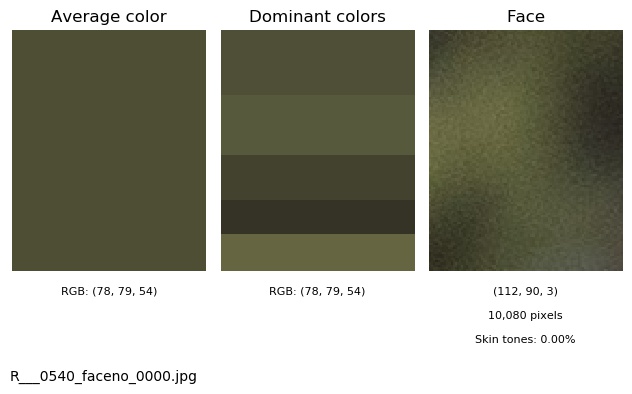 Average color
Dominant colors
Face
RGB: (78, 79, 54)
RGB: (78, 79, 54)
(112, 90, 3)
10,080 pixels
Skin tones: 0.00%
R___0540_faceno_0000.jpg